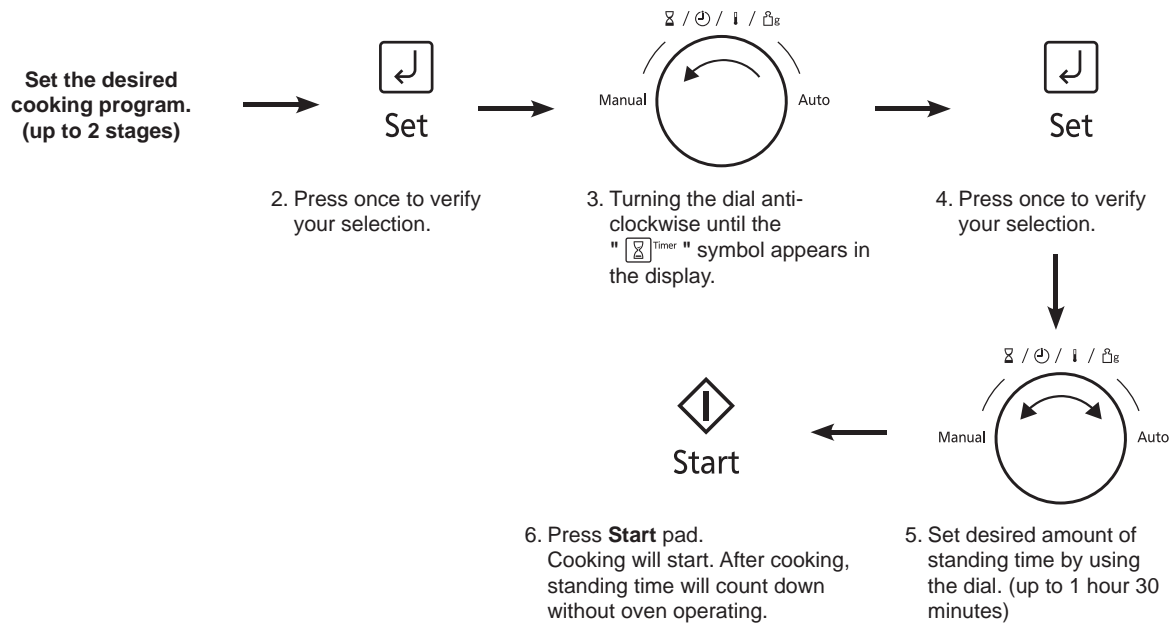 Set the desired
cooking program.
(up to 2 stages)
Set
2. Press once to verify
your selection.
/ / / g
Manual
Auto
3. Turning the dial anti-
clockwise until the
" Timer " symbol appears in
the display.
Set
4. Press once to verify
your selection.
/ / / g
Manual
Auto
5. Set desired amount of
standing time by using
the dial. (up to 1 hour 30
minutes)
Start
6. Press Start pad.
Cooking will start. After cooking,
standing time will count down
without oven operating.